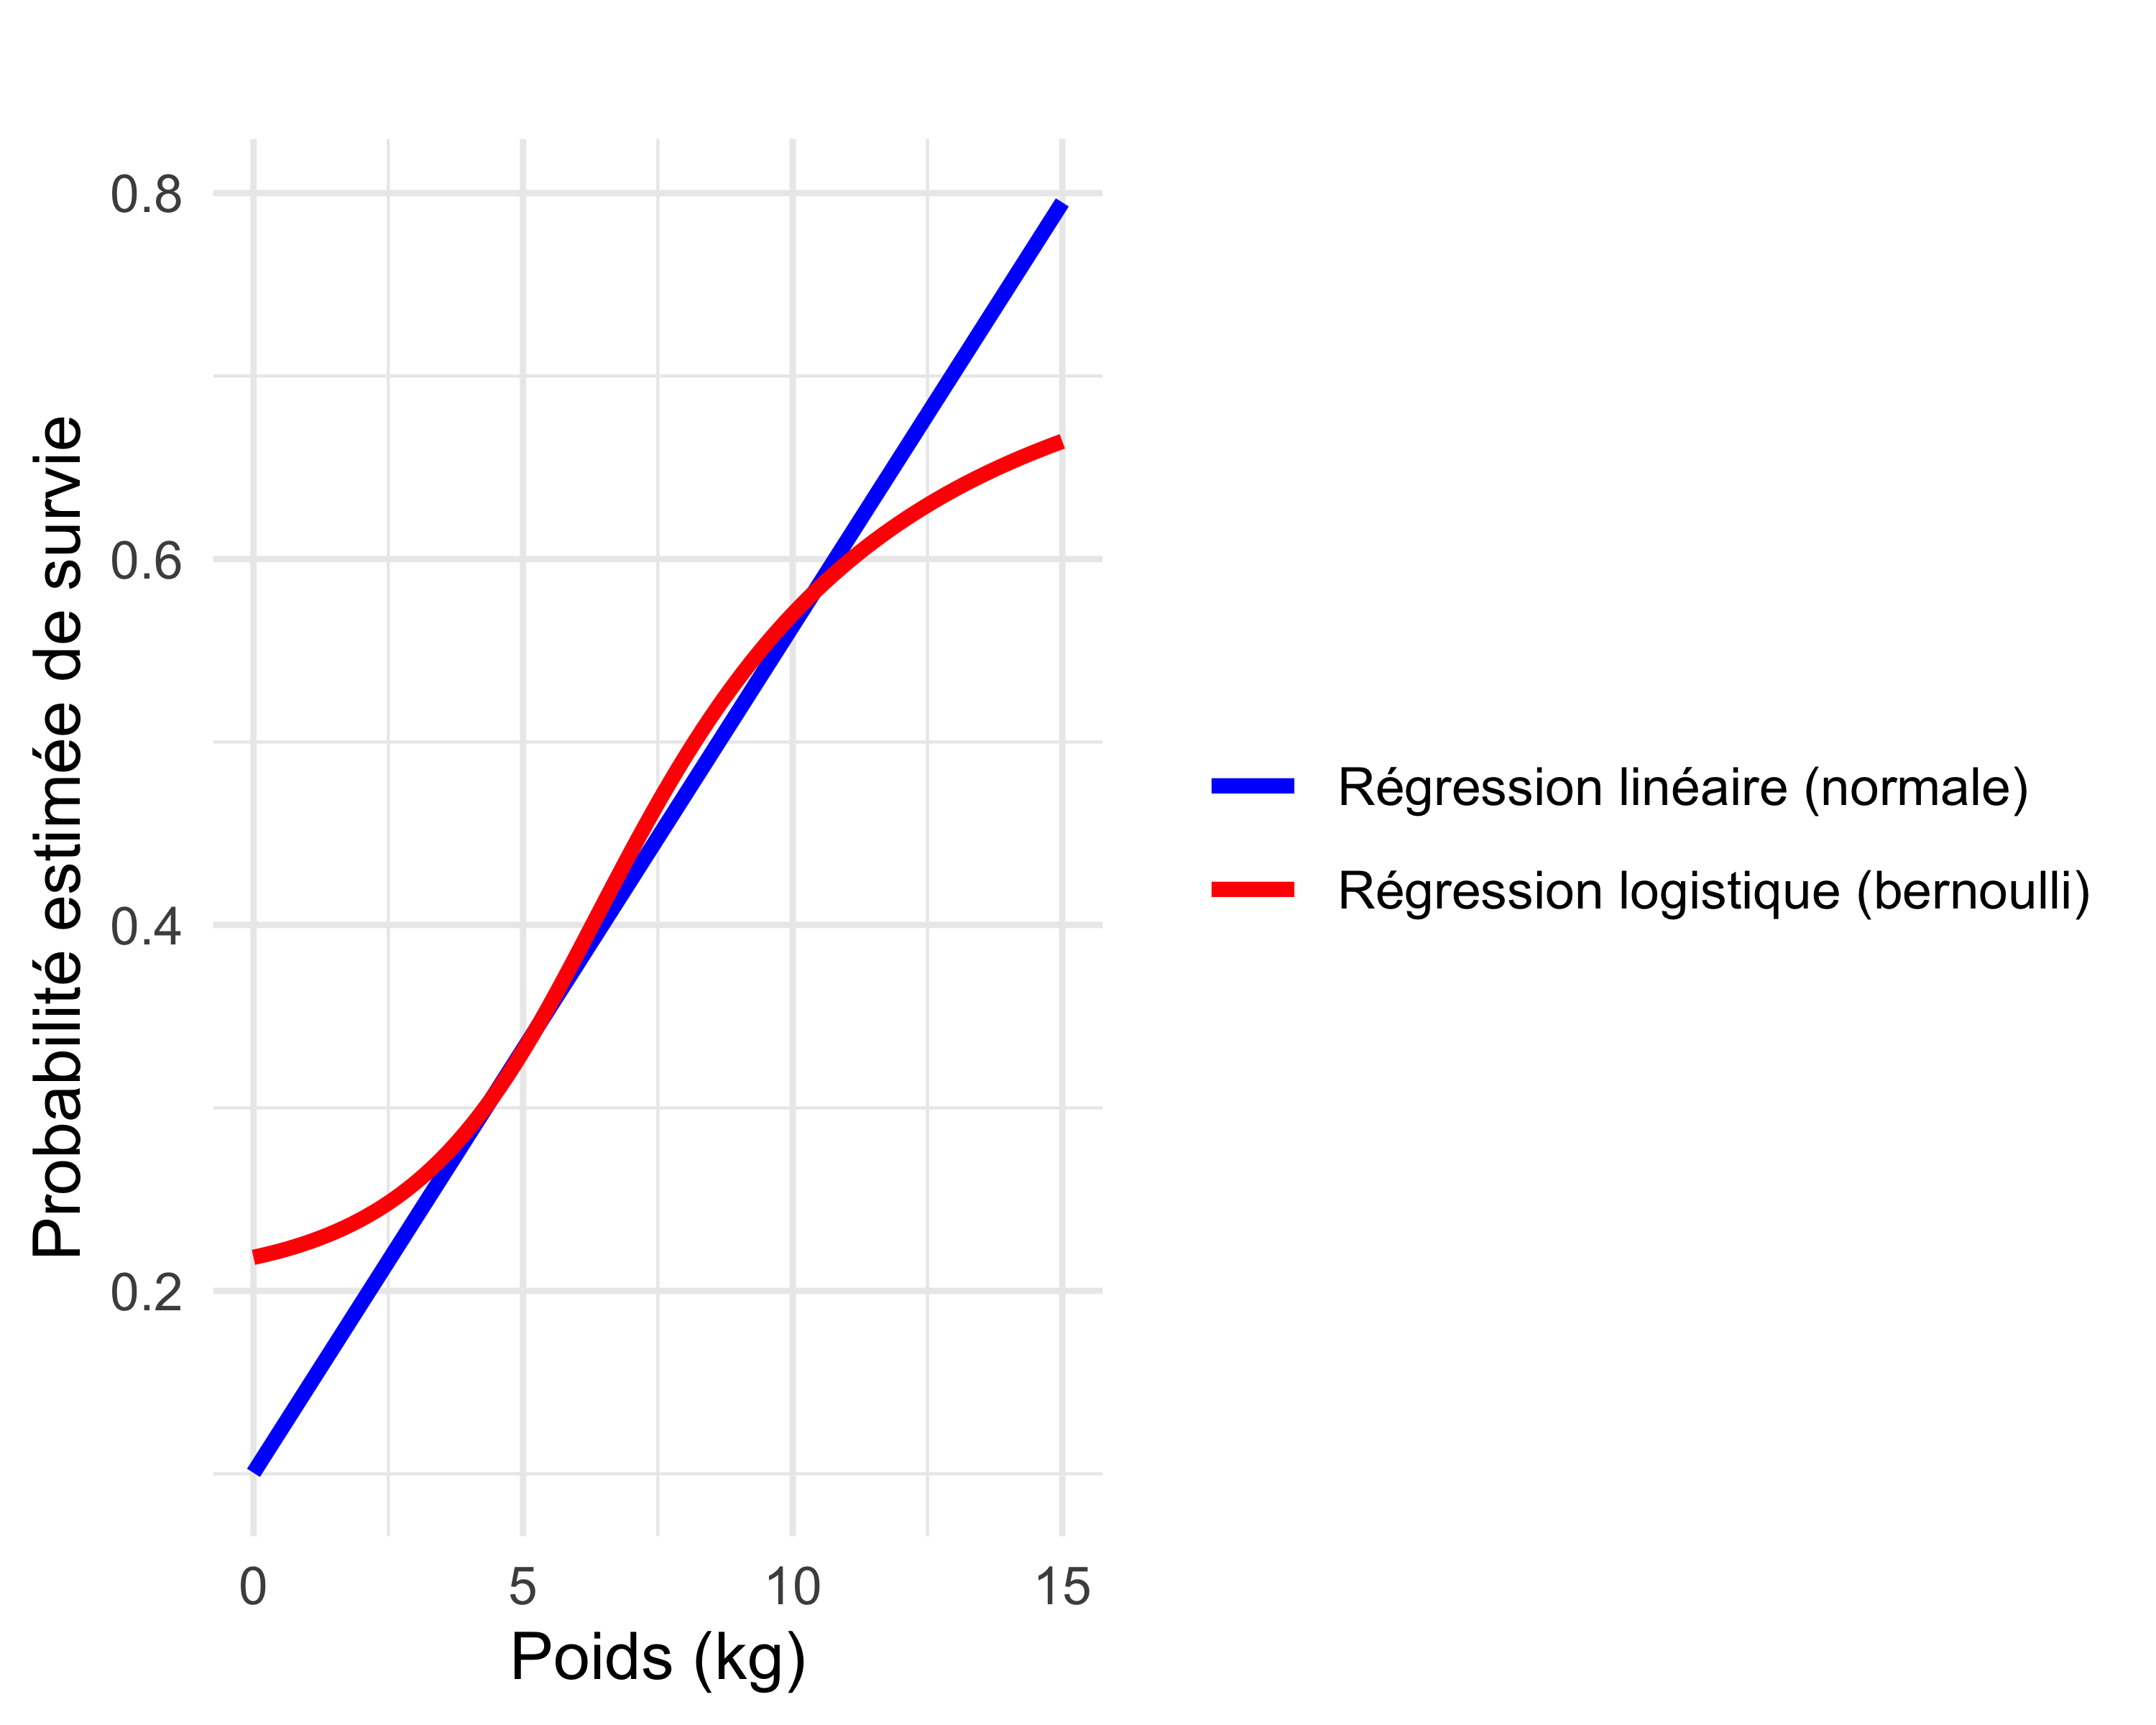 Probabilité estimée de survie
0.8
0.6
0.4
0.2
0 5 10 15
Poids (kg)
Régression linéaire (normale)
Régression logistique (bernoulli)